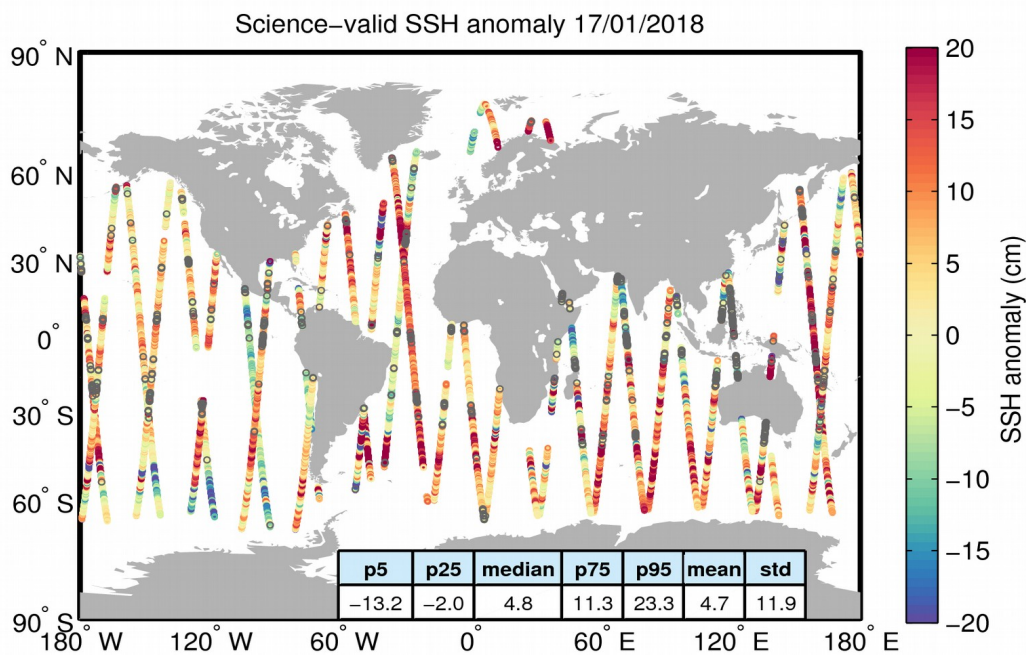 Science−valid SSH anomaly 17/01/2018
90° N
60° N
30° N
0°
30° S
60° S
90° S
180° W
120° W
60° W
0°
60° E
120° E
180° E
p5 p25 median p75 p95 mean std
−13.2 −2.0 4.8 11.3 23.3 4.7 11.9
20
15
10
5
0
−5
−10
−15
−20
SSH anomaly (cm)